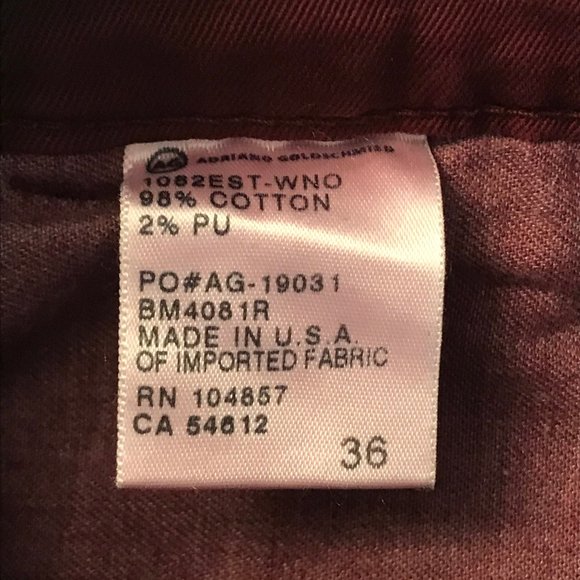 AG ADRIANO GOLDSCHMIED
1082EST-WNO
98% COTTON
2% PU
PO#AG-19031
BM4081R
MADE IN U.S.A.
OF IMPORTED FABRIC
RN 104857
CA 54612
36